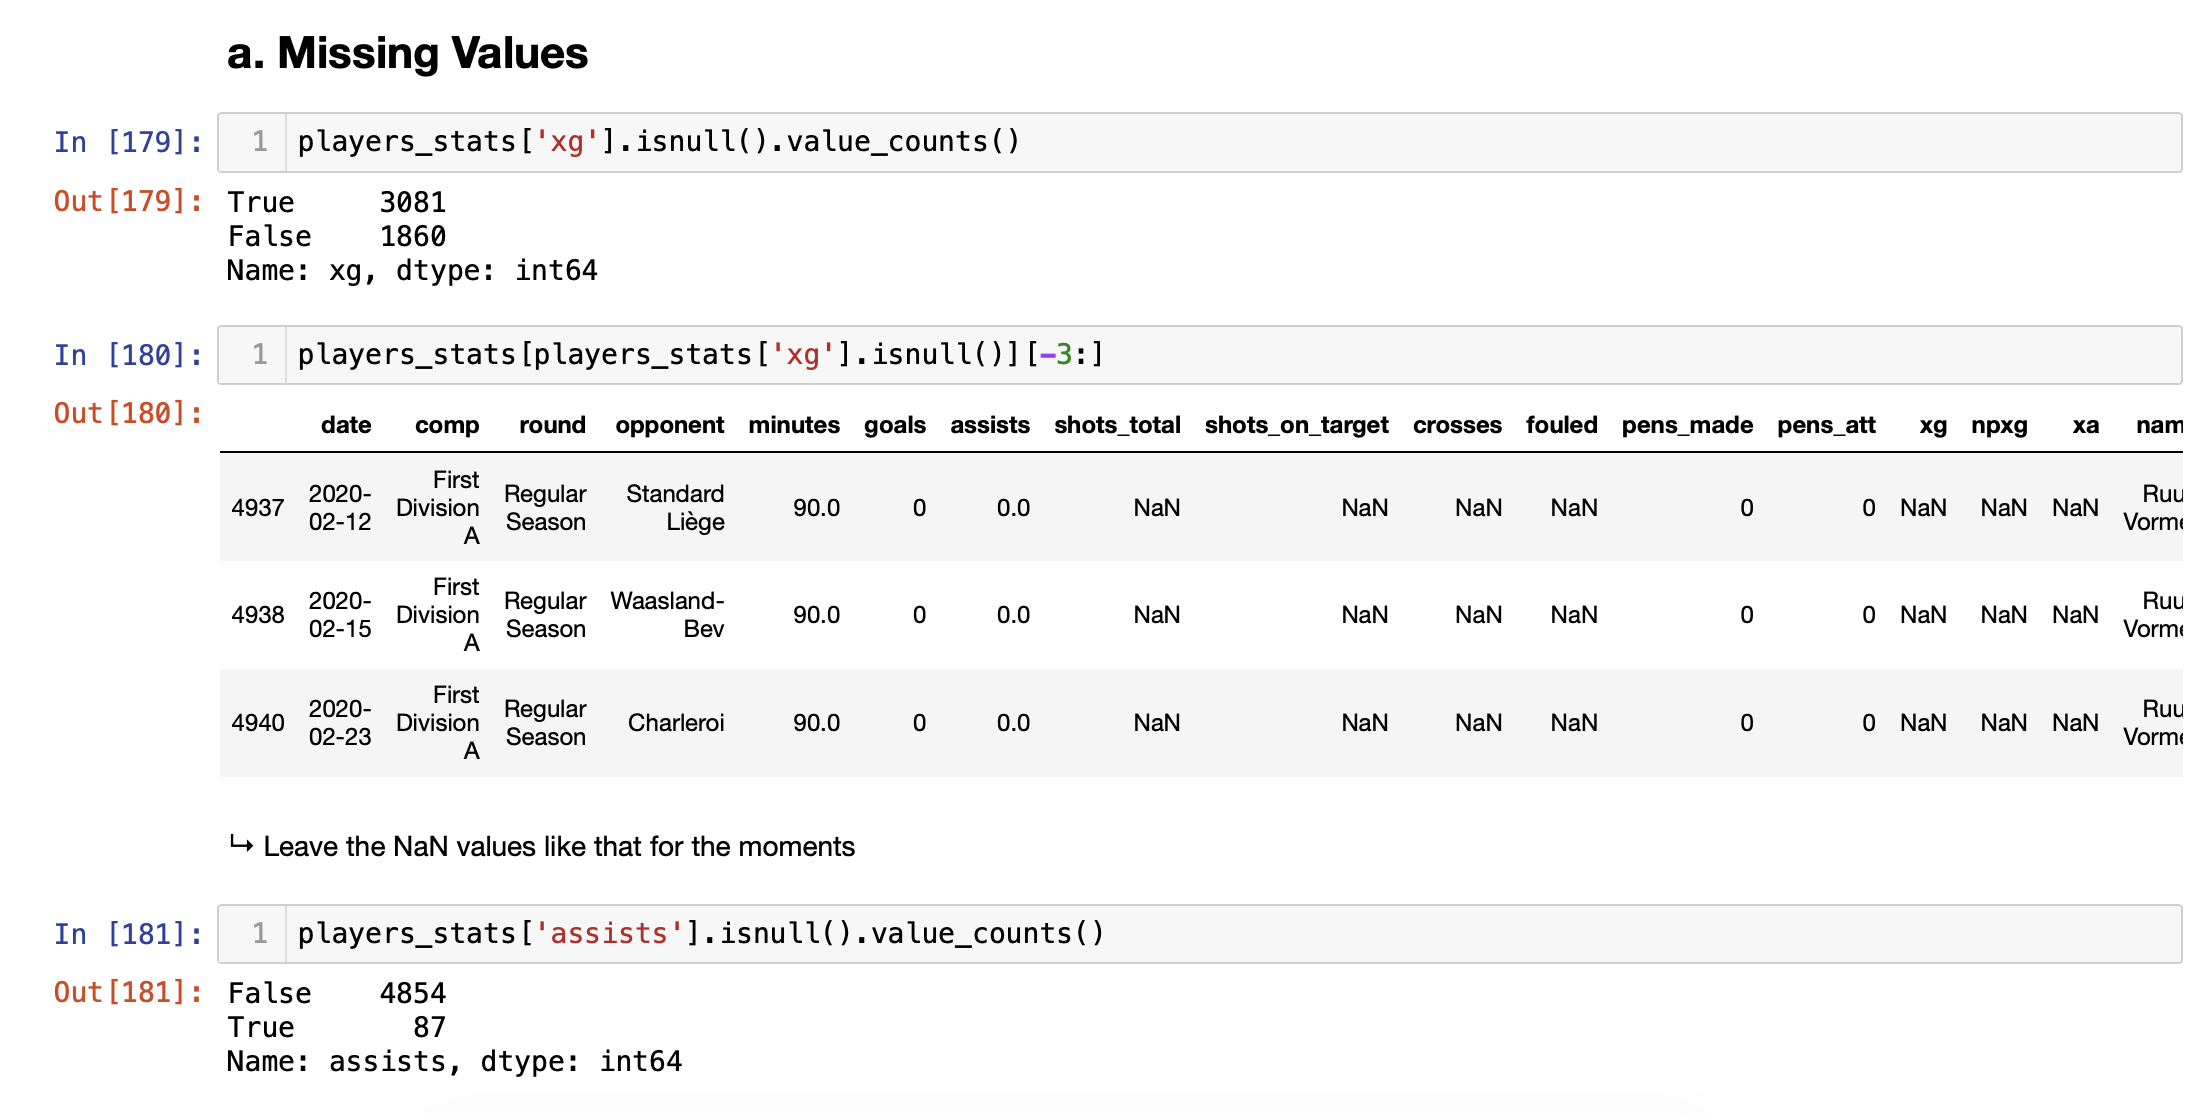 a. Missing Values
In [179]: 1 players_stats['xg'].isnull().value_counts()
Out[179]: True 3081
False 1860
Name: xg, dtype: int64
In [180]: 1 players_stats[players_stats['xg'].isnull()][-3:]
Out[180]:
date comp round opponent minutes goals assists shots_total shots_on_target crosses fouled pens_made pens_att xg npxg xa nam
First
2020- Division Regular Standard Ruu
4937 90.0 0 0.0 NaN NaN NaN NaN 0 0 NaN NaN NaN
02-12 Season Liège Vorme
A
First
2020- Division Regular Waasland- Ruu
4938 90.0 0 0.0 NaN NaN NaN NaN 0 0 NaN NaN NaN
02-15 Season Bev Vorme
A
First
2020- Division Regular Ruu
4940 Charleroi 90.0 0 0.0 NaN NaN NaN NaN 0 0 NaN NaN NaN
02-23 Season Vorme
A
↪ Leave the NaN values like that for the moments
In [181]: 1 players_stats['assists'].isnull().value_counts()
Out[181]: False 4854
True 87
Name: assists, dtype: int64